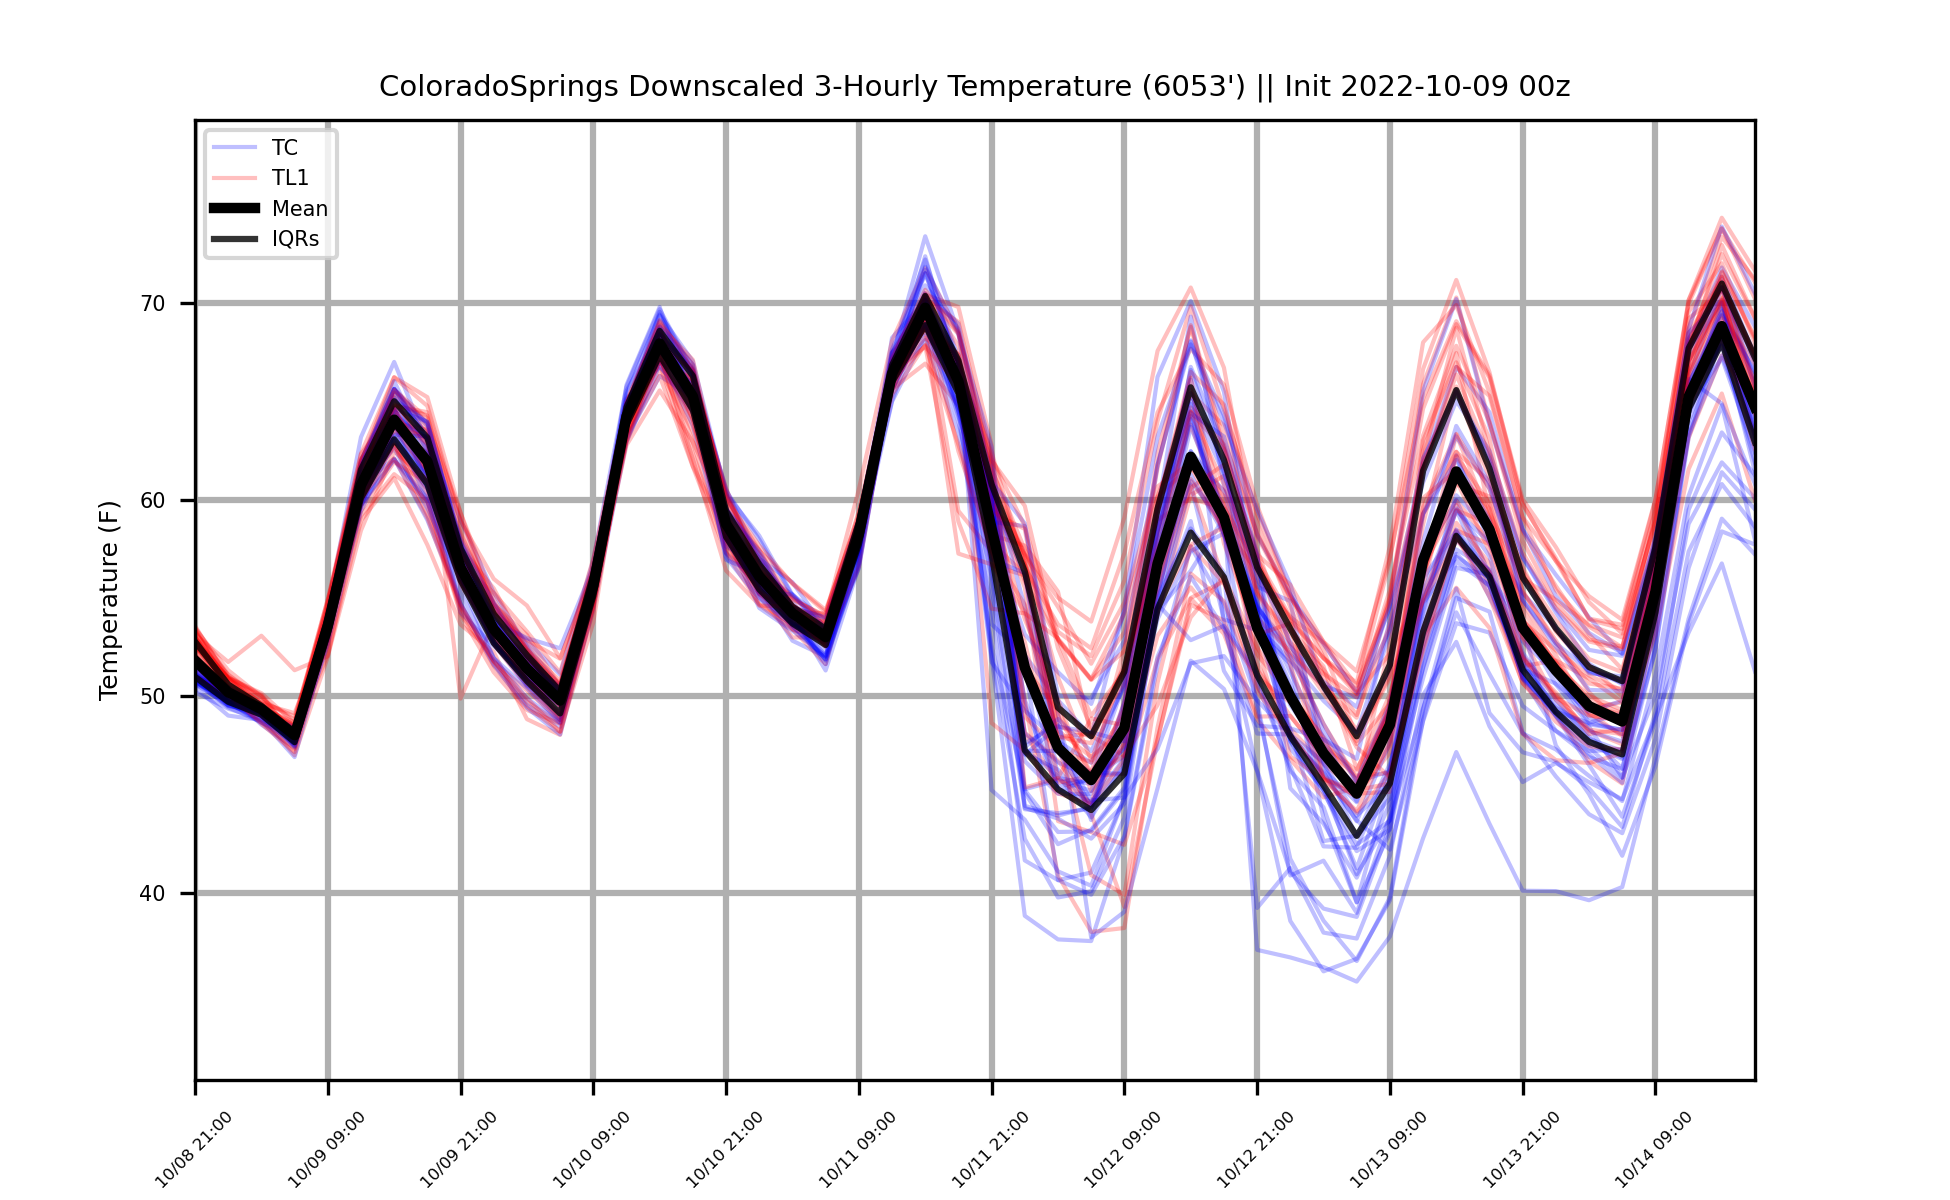 ColoradoSprings Downscaled 3-Hourly Temperature (6053') || Init 2022-10-09 00z
TC
TL1
Mean
IQRs
Temperature (F)
70
60
50
40
10/08 21:00
10/09 09:00
10/09 21:00
10/10 09:00
10/10 21:00
10/11 09:00
10/11 21:00
10/12 09:00
10/12 21:00
10/13 09:00
10/13 21:00
10/14 09:00